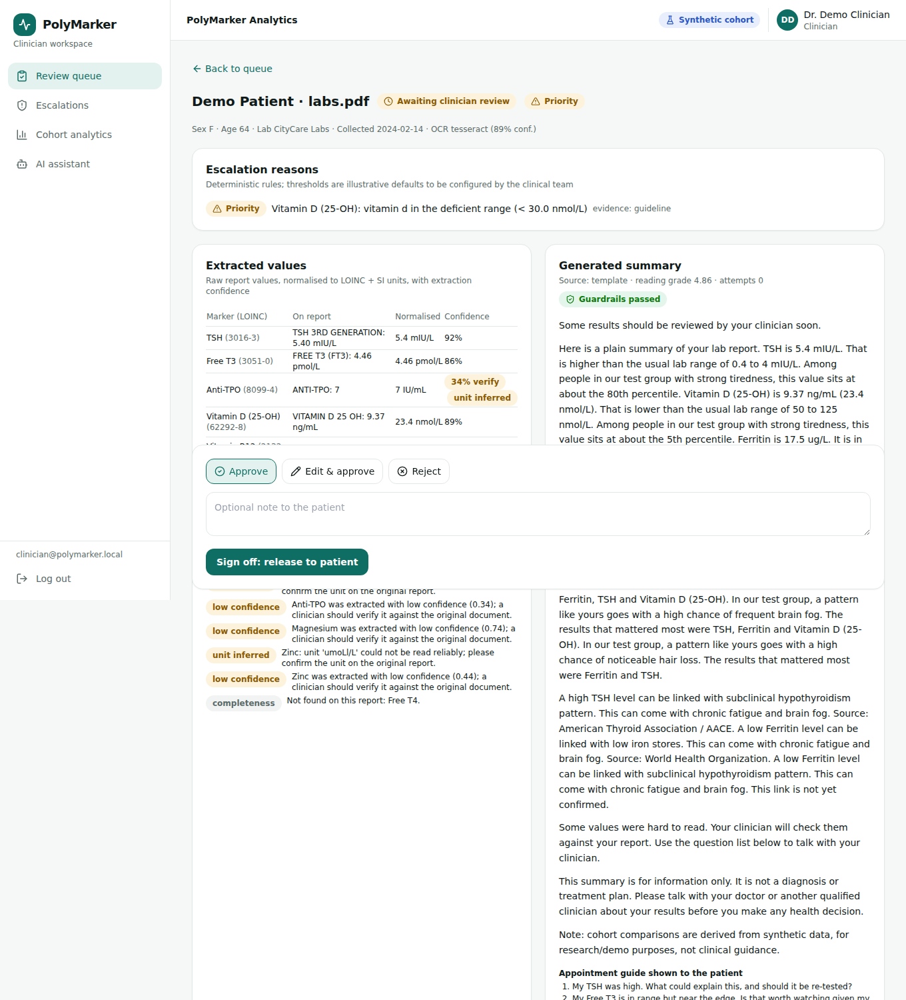 PolyMarker
Clinician workspace
Review queue
Escalations
Cohort analytics
AI assistant
clinician@polymarker.local
Log out
PolyMarker Analytics
Synthetic cohort
DD
Dr. Demo Clinician
Clinician
Back to queue
Demo Patient · labs.pdf
Awaiting clinician review
Priority
Sex F · Age 64 · Lab CityCare Labs · Collected 2024-02-14 · OCR tesseract (89% conf.)
Escalation reasons
Deterministic rules; thresholds are illustrative defaults to be configured by the clinical team
Priority
Vitamin D (25-OH): vitamin d in the deficient range (< 30.0 nmol/L)
evidence: guideline
Extracted values
Raw report values, normalised to LOINC + SI units, with extraction
confidence
Marker (LOINC) On report Normalised Confidence
TSH (3016-3) TSH 3RD GENERATION: 5.40 mIU/L 5.4 mIU/L 92%
Free T3 (3051-0) FREE T3 (FT3): 4.46 pmol/L 4.46 pmol/L 86%
Anti-TPO (8099-4) ANTI-TPO: 7 7 IU/mL 34% verify unit inferred
Vitamin D (25-OH) (62292-8) VITAMIN D 25 OH: 9.37 ng/mL 23.4 nmol/L 89%
confirm the unit on the original report.
low confidence Anti-TPO was extracted with low confidence (0.34); a
clinician should verify it against the original document.
low confidence Magnesium was extracted with low confidence (0.74); a
clinician should verify it against the original document.
unit inferred Zinc: unit 'umoLl/L' could not be read reliably; please
confirm the unit on the original report.
low confidence Zinc was extracted with low confidence (0.44); a
clinician should verify it against the original document.
completeness Not found on this report: Free T4.
Generated summary
Source: template · reading grade 4.86 · attempts 0
Guardrails passed
Some results should be reviewed by your clinician soon.
Here is a plain summary of your lab report. TSH is 5.4 mIU/L. That
is higher than the usual lab range of 0.4 to 4 mIU/L. Among
people in our test group with strong tiredness, this value sits at
about the 80th percentile. Vitamin D (25-OH) is 9.37 ng/mL (23.4
nmol/L). That is lower than the usual lab range of 50 to 125
nmol/L. Among people in our test group with strong tiredness, this
value sits at about the 5th percentile. Ferritin is 17.5 ug/L. It is in
Approve
Edit & approve
Reject
Optional note to the patient
Sign off: release to patient
Ferritin, TSH and Vitamin D (25-OH). In our test group, a pattern
like yours goes with a high chance of frequent brain fog. The
results that mattered most were TSH, Ferritin and Vitamin D (25-
OH). In our test group, a pattern like yours goes with a high
chance of noticeable hair loss. The results that mattered most
were Ferritin and TSH.
A high TSH level can be linked with subclinical hypothyroidism
pattern. This can come with chronic fatigue and brain fog. Source:
American Thyroid Association / AACE. A low Ferritin level can be
linked with low iron stores. This can come with chronic fatigue and
brain fog. Source: World Health Organization. A low Ferritin level
can be linked with subclinical hypothyroidism pattern. This can
come with chronic fatigue and brain fog. This link is not yet
confirmed.
Some values were hard to read. Your clinician will check them
against your report. Use the question list below to talk with your
clinician.
This summary is for information only. It is not a diagnosis or
treatment plan. Please talk with your doctor or another qualified
clinician about your results before you make any health decision.
Note: cohort comparisons are derived from synthetic data, for
research/demo purposes, not clinical guidance.
Appointment guide shown to the patient
1. My TSH was high. What could explain this, and should it be re-tested?
2. My Free T3 is in range but near the edge. Is that worth watching given my